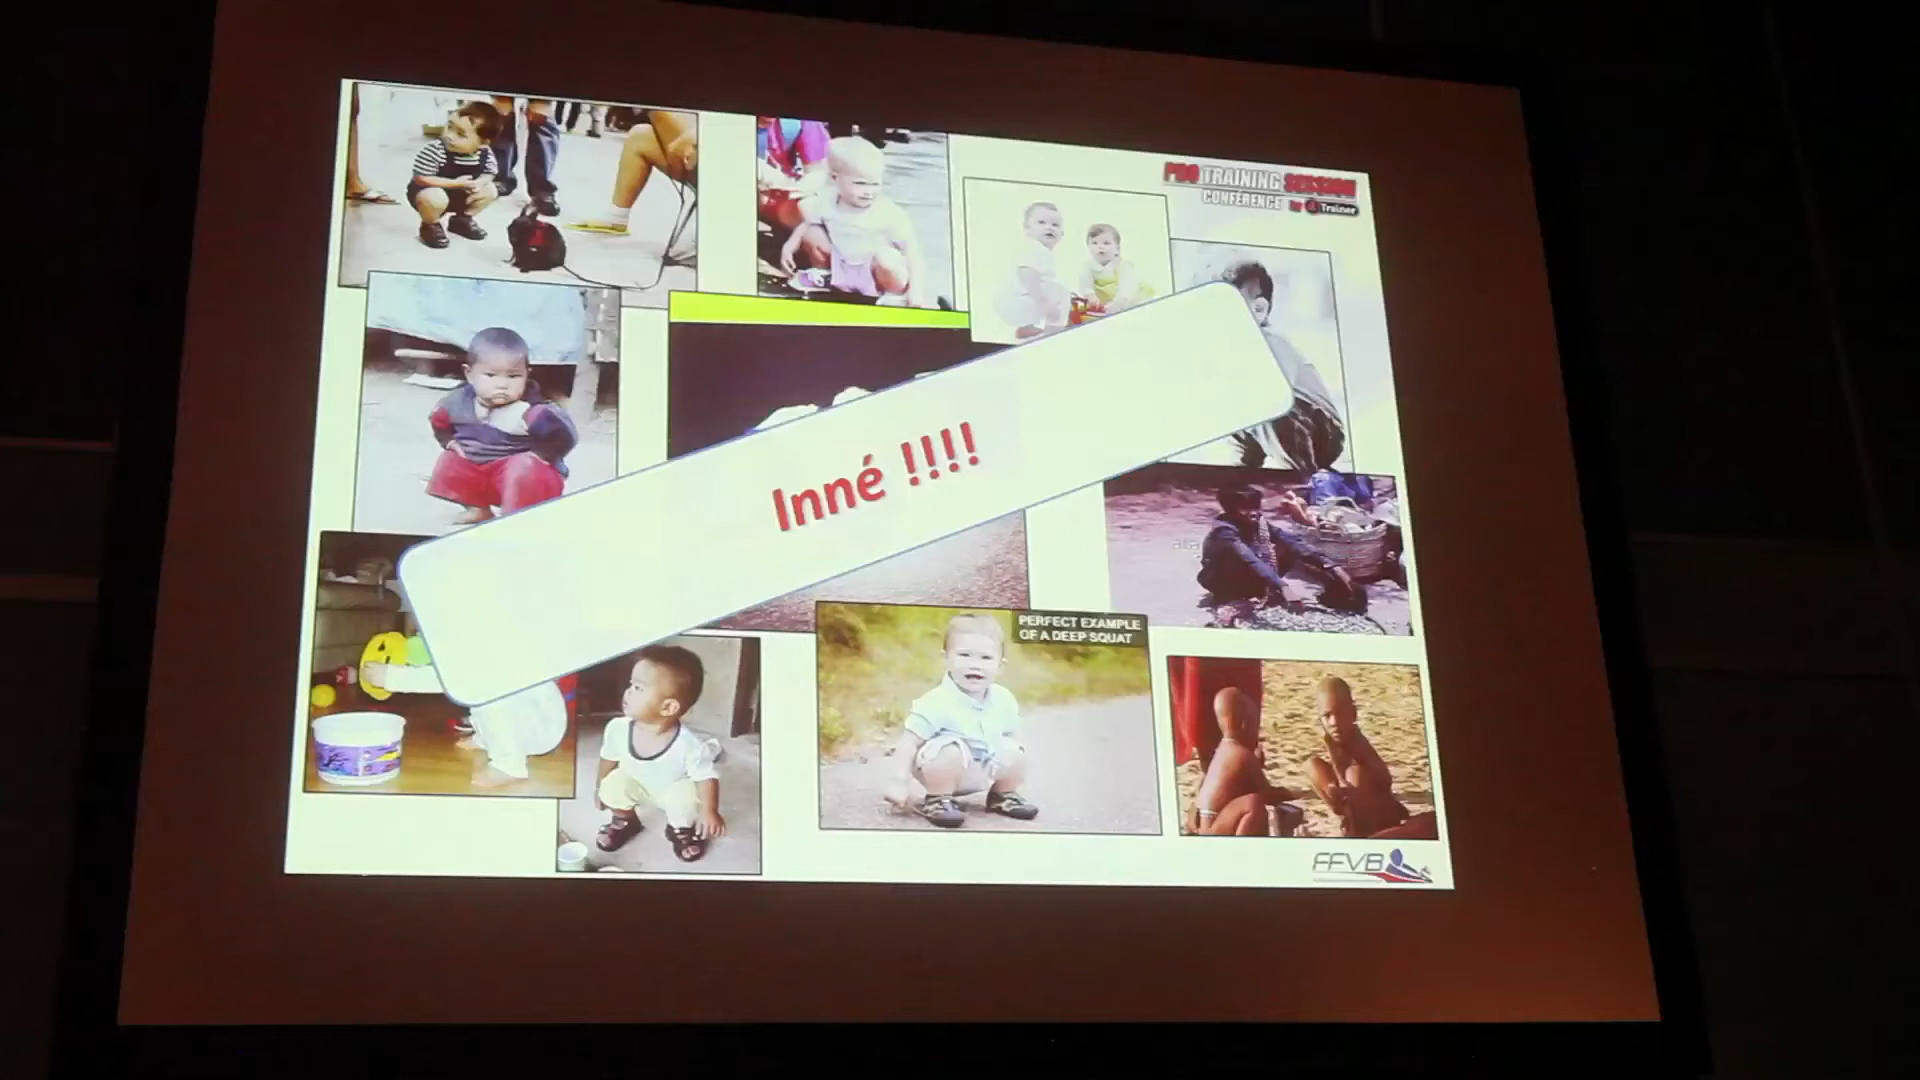 PRO TRAINING SESSION
CONFÉRENCE by 4Trainer
Inné !!!!
PERFECT EXAMPLE
OF A DEEP SQUAT
FFVB